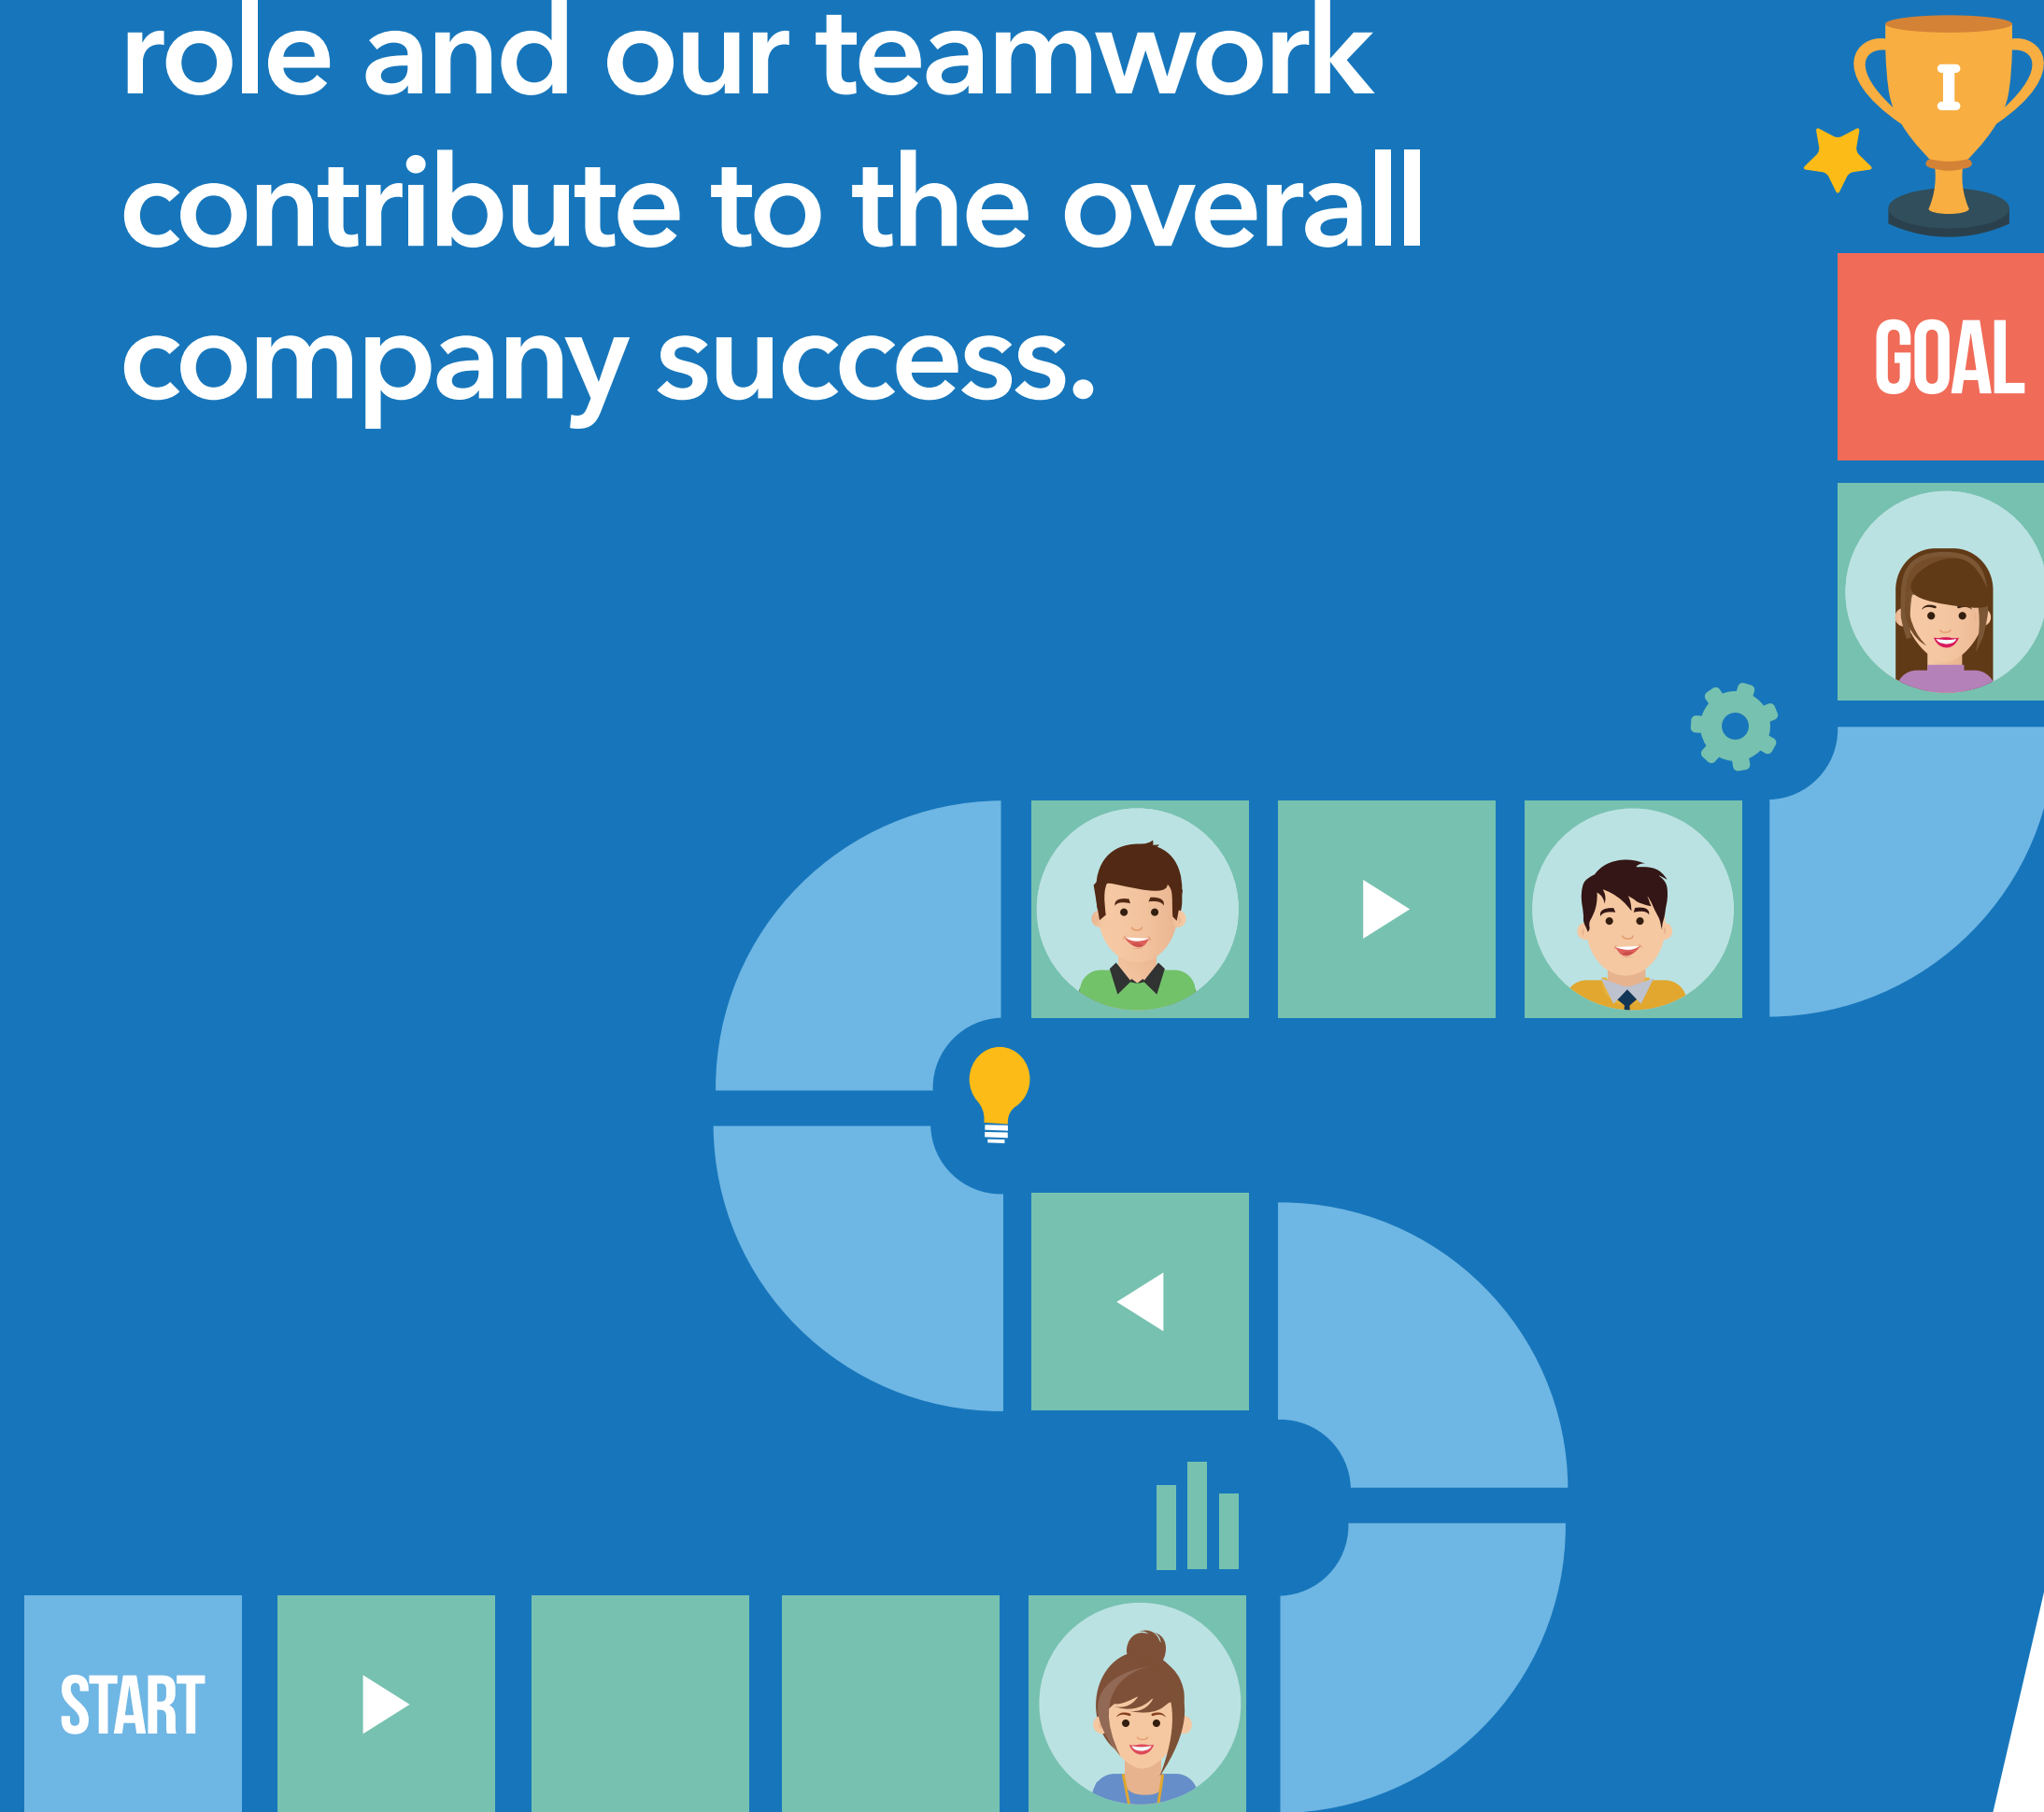 role and our teamwork
contribute to the overall
company success.
I
GOAL
START